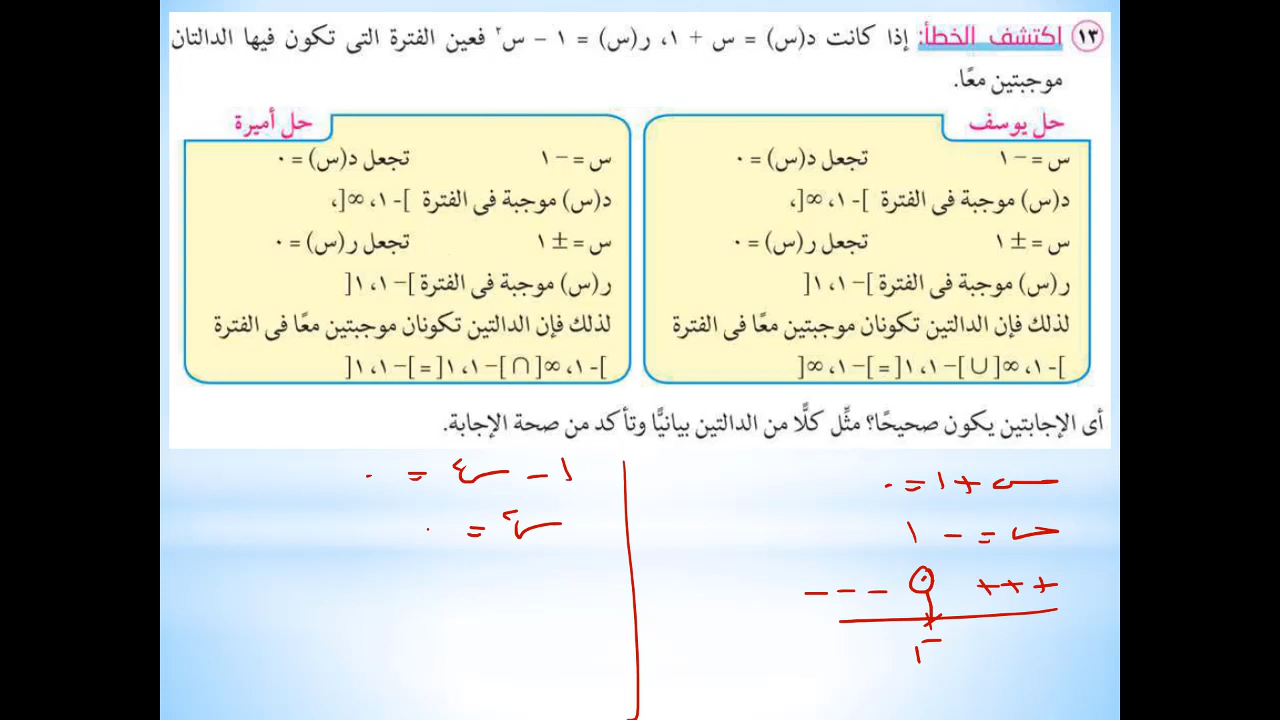 ١٣ اكتشف الخطأ: إذا كانت د(س) = س + ١، ر(س) = ١ – س٢ فعين الفترة التى تكون فيها الدالتان
موجبتين معًا.
حل يوسف
س = – ١ تجعل د(س) = ٠
د(س) موجبة فى الفترة ]- ١، ∞[،
س = ± ١ تجعل ر(س) = ٠
ر(س) موجبة فى الفترة ]– ١، ١[
لذلك فإن الدالتين تكونان موجبتين معًا فى الفترة
]- ١، ∞[ ∪ ]– ١، ١[ = ]– ١، ∞[
حل أميرة
س = – ١ تجعل د(س) = ٠
د(س) موجبة فى الفترة ]- ١، ∞[،
س = ± ١ تجعل ر(س) = ٠
ر(س) موجبة فى الفترة ]– ١، ١[
لذلك فإن الدالتين تكونان موجبتين معًا فى الفترة
]- ١، ∞[ ∩ ]– ١، ١[ = ]– ١، ١[
أى الإجابتين يكون صحيحًا؟ مثِّل كلًّا من الدالتين بيانيًّا وتأكد من صحة الإجابة.
س + ١ = ٠
س = – ١
+ + + ٠ – – –
–١
١ – س٢ = ٠
س٢ = ٠